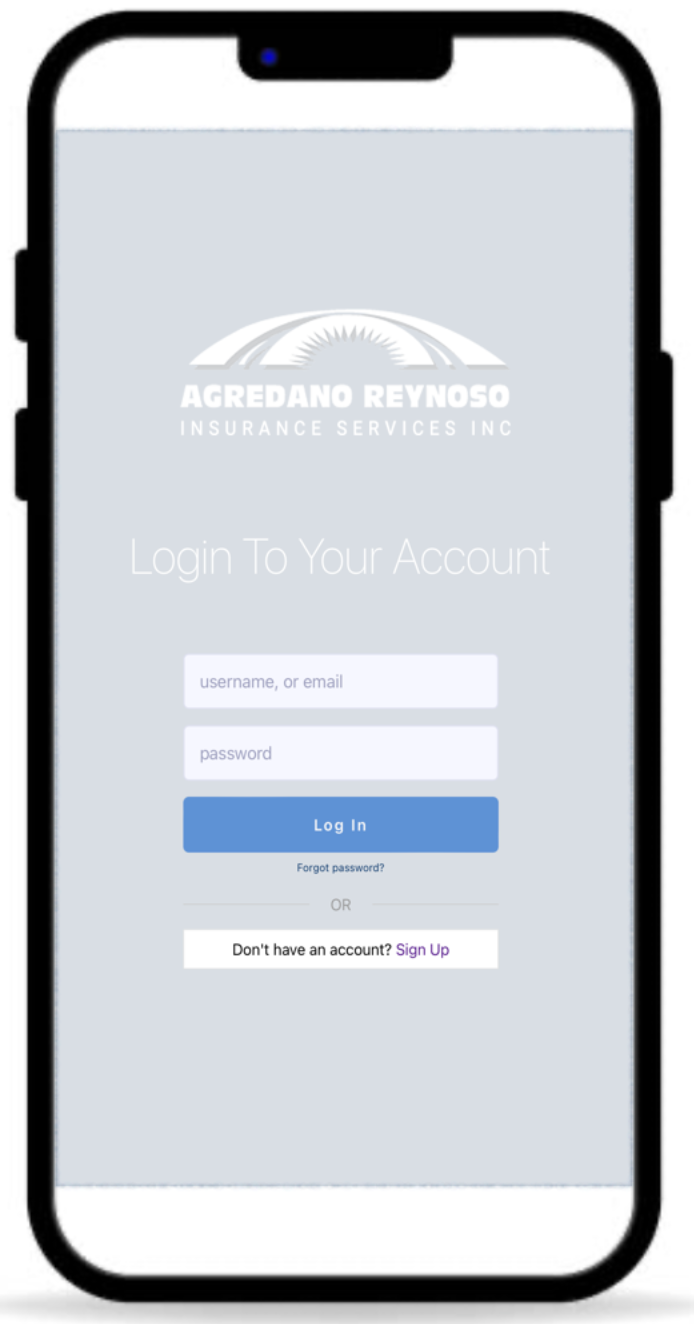 AGREDANO REYNOSO
INSURANCE SERVICES INC
Login To Your Account
username, or email
password
Log In
Forgot password?
OR
Don't have an account? Sign Up